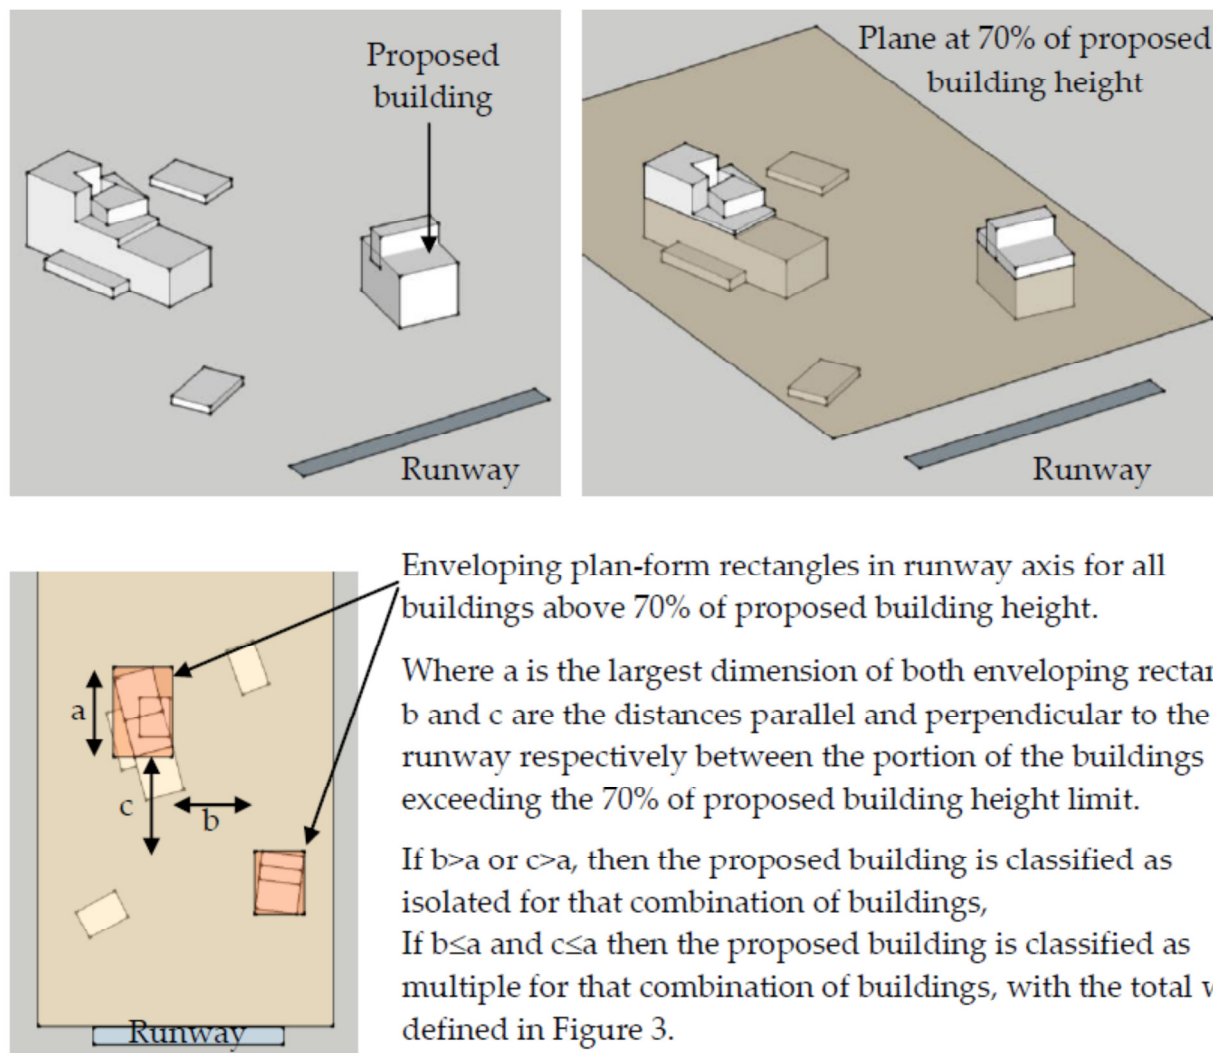 Proposed
building
Runway
Plane at 70% of proposed
building height
Runway
Enveloping plan-form rectangles in runway axis for all
buildings above 70% of proposed building height.
Where a is the largest dimension of both enveloping
b and c are the distances parallel and perpendicular to the
runway respectively between the portion of the buildings
exceeding the 70% of proposed building height limit.
If b>a or c>a, then the proposed building is classified as
isolated for that combination of buildings,
If b≤a and c≤a then the proposed building is classified as
multiple for that combination of buildings, with the total
defined in Figure 3.
a
c
b
Runway